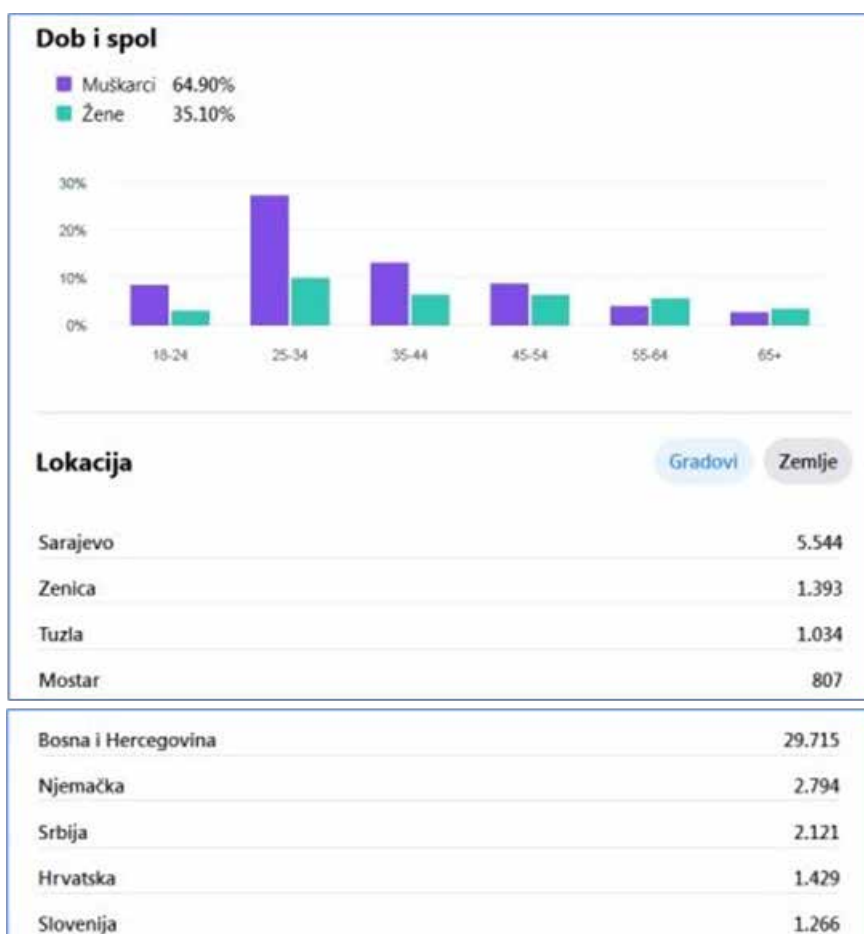 Dob i spol
Muškarci 64.90%
Žene 35.10%
30%
20%
10%
0%
18-24 25-34 35-44 45-54 55-64 65+
Lokacija Gradovi Zemlje
Sarajevo 5.544
Zenica 1.393
Tuzla 1.034
Mostar 807
Bosna i Hercegovina 29.715
Njemačka 2.794
Srbija 2.121
Hrvatska 1.429
Slovenija 1.266